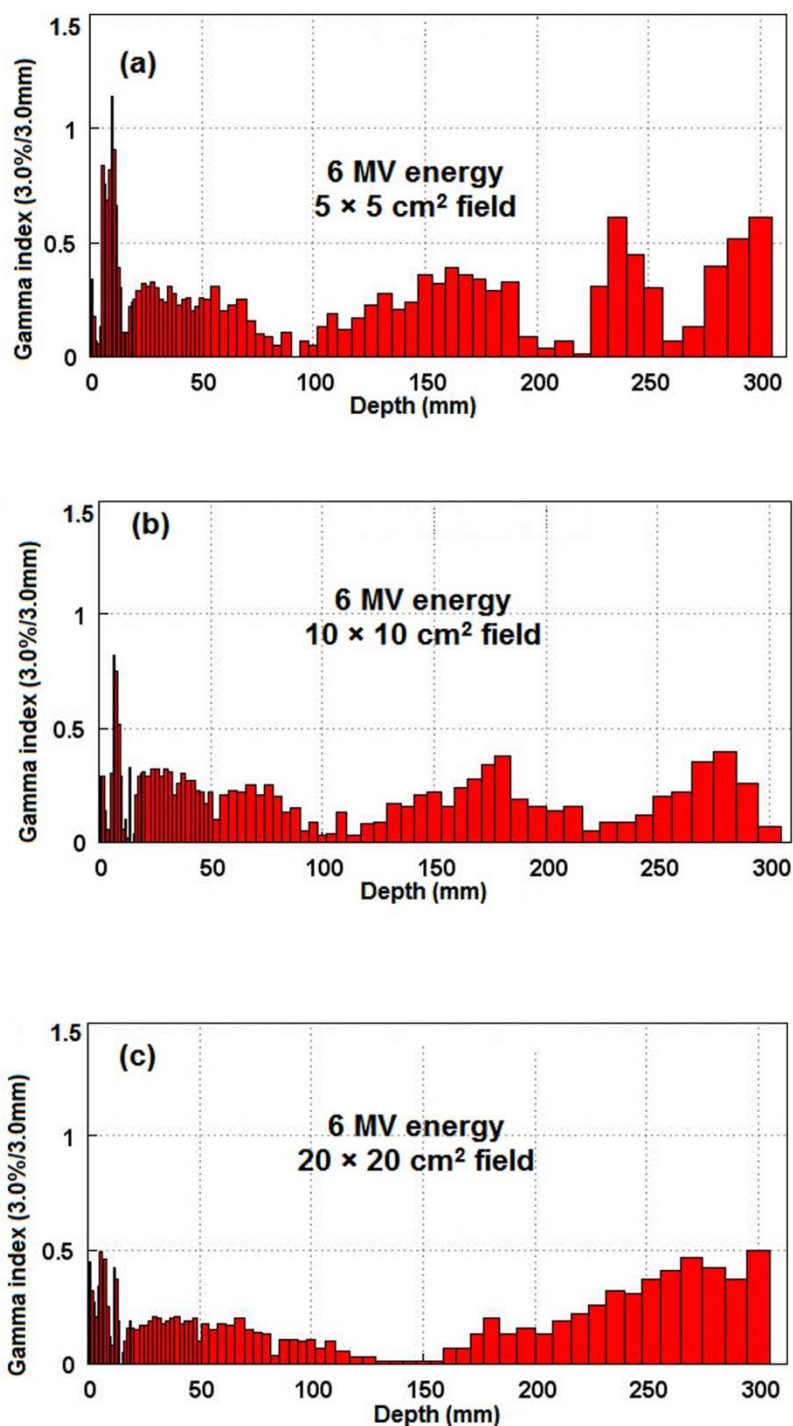 1.5
(a)
1
6 MV energy
5 × 5 cm² field
0.5
0
0 50 100 150 200 250 300
Depth (mm)
Gamma index (3.0%/3.0mm)
1.5
(b)
1
6 MV energy
10 × 10 cm² field
0.5
0
0 50 100 150 200 250 300
Depth (mm)
Gamma index (3.0%/3.0mm)
1.5
(c)
1
6 MV energy
20 × 20 cm² field
0.5
0
0 50 100 150 200 250 300
Depth (mm)
Gamma index (3.0%/3.0mm)